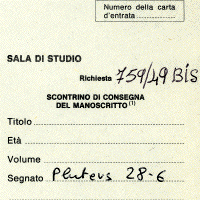 Numero della carta
d'entrata
SALA DI STUDIO
Richiesta 759/49 BIS
SCONTRINO DI CONSEGNA
DEL MANOSCRITTO (1)
Titolo
Età
Volume
Segnato Pluteus 28-6